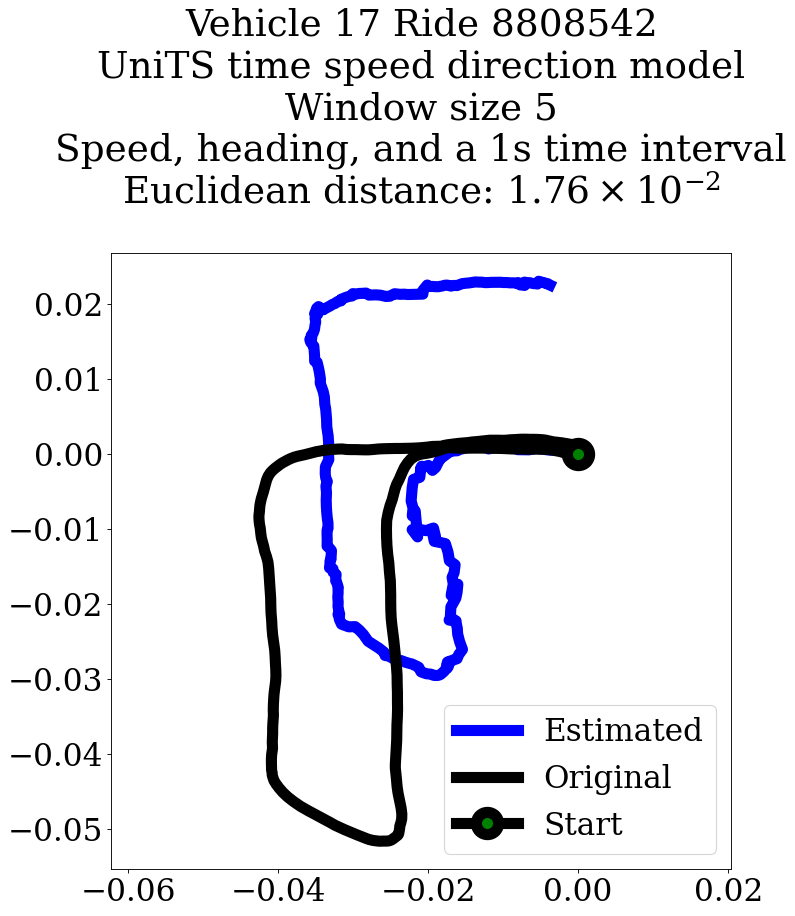 Vehicle 17 Ride 8808542
UniTS time speed direction model
Window size 5
Speed, heading, and a 1s time interval
Euclidean distance: 1.76 × 10⁻²
0.02
0.01
0.00
−0.01
−0.02
−0.03
−0.04
−0.05
Estimated
Original
Start
−0.06
−0.04
−0.02
0.00
0.02